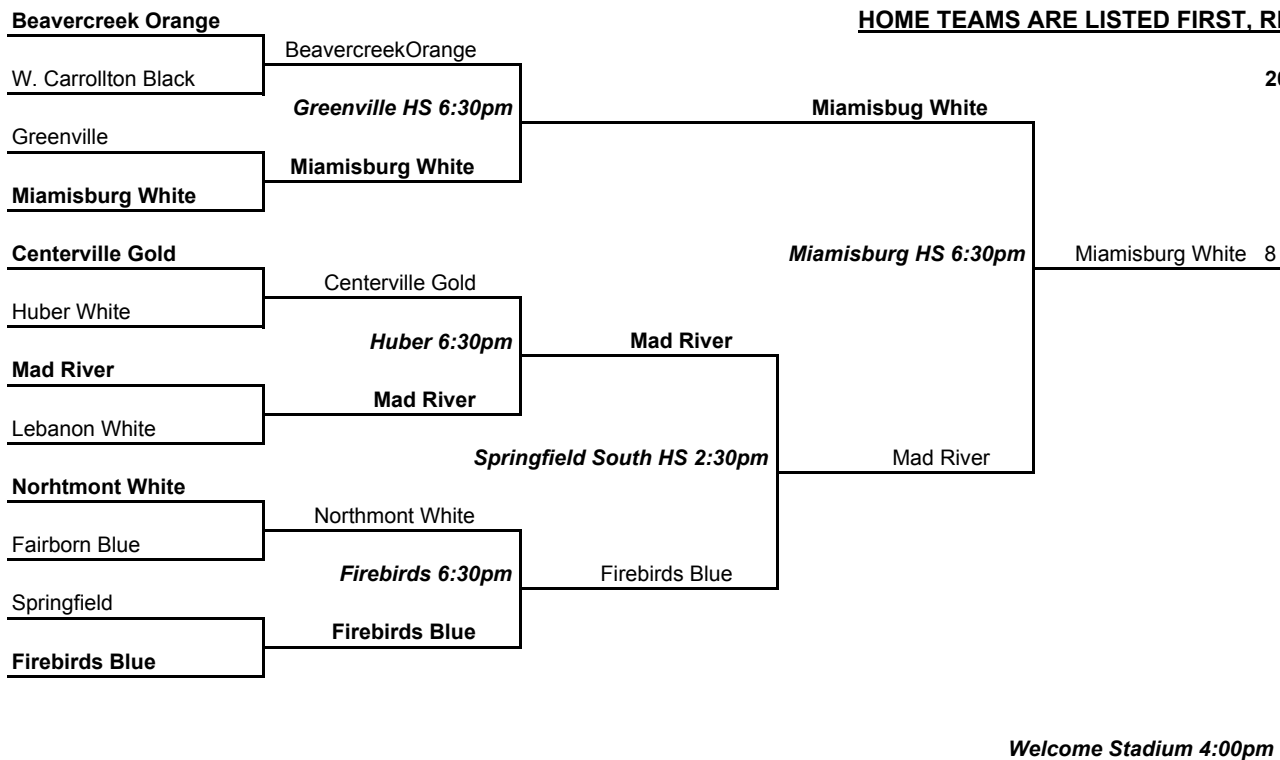 Beavercreek Orange
HOME TEAMS ARE LISTED FIRST,
BeavercreekOrange
W. Carrollton Black
Greenville HS 6:30pm
Miamisbug White
Greenville
Miamisburg White
Miamisburg White
Centerville Gold
Miamisburg HS 6:30pm
Miamisburg White 8
Centerville Gold
Huber White
Huber 6:30pm
Mad River
Mad River
Mad River
Lebanon White
Springfield South HS 2:30pm
Mad River
Norhtmont White
Northmont White
Fairborn Blue
Firebirds 6:30pm
Firebirds Blue
Springfield
Firebirds Blue
Firebirds Blue
Welcome Stadium 4:00pm